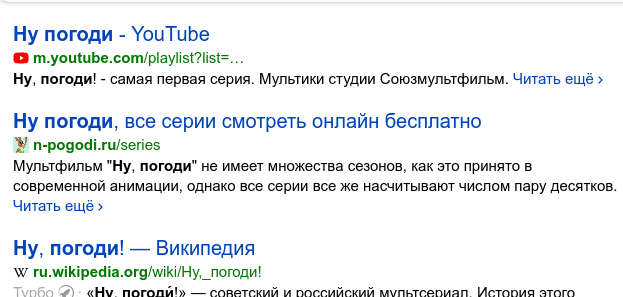 Ну погоди - YouTube
m.youtube.com/playlist?list=…
Ну, погоди! - самая первая серия. Мультики студии Союзмультфильм. Читать ещё ›
Ну погоди, все серии смотреть онлайн бесплатно
n-pogodi.ru/series
Мультфильм "Ну, погоди" не имеет множества сезонов, как это принято в
современной анимации, однако все серии все же насчитывают числом пару десятков.
Читать ещё ›
Ну, погоди! — Википедия
W ru.wikipedia.org/wiki/Ну,_погоди!
Турбо · «Ну, погоди́!» — советский и российский мультсериал. История этого